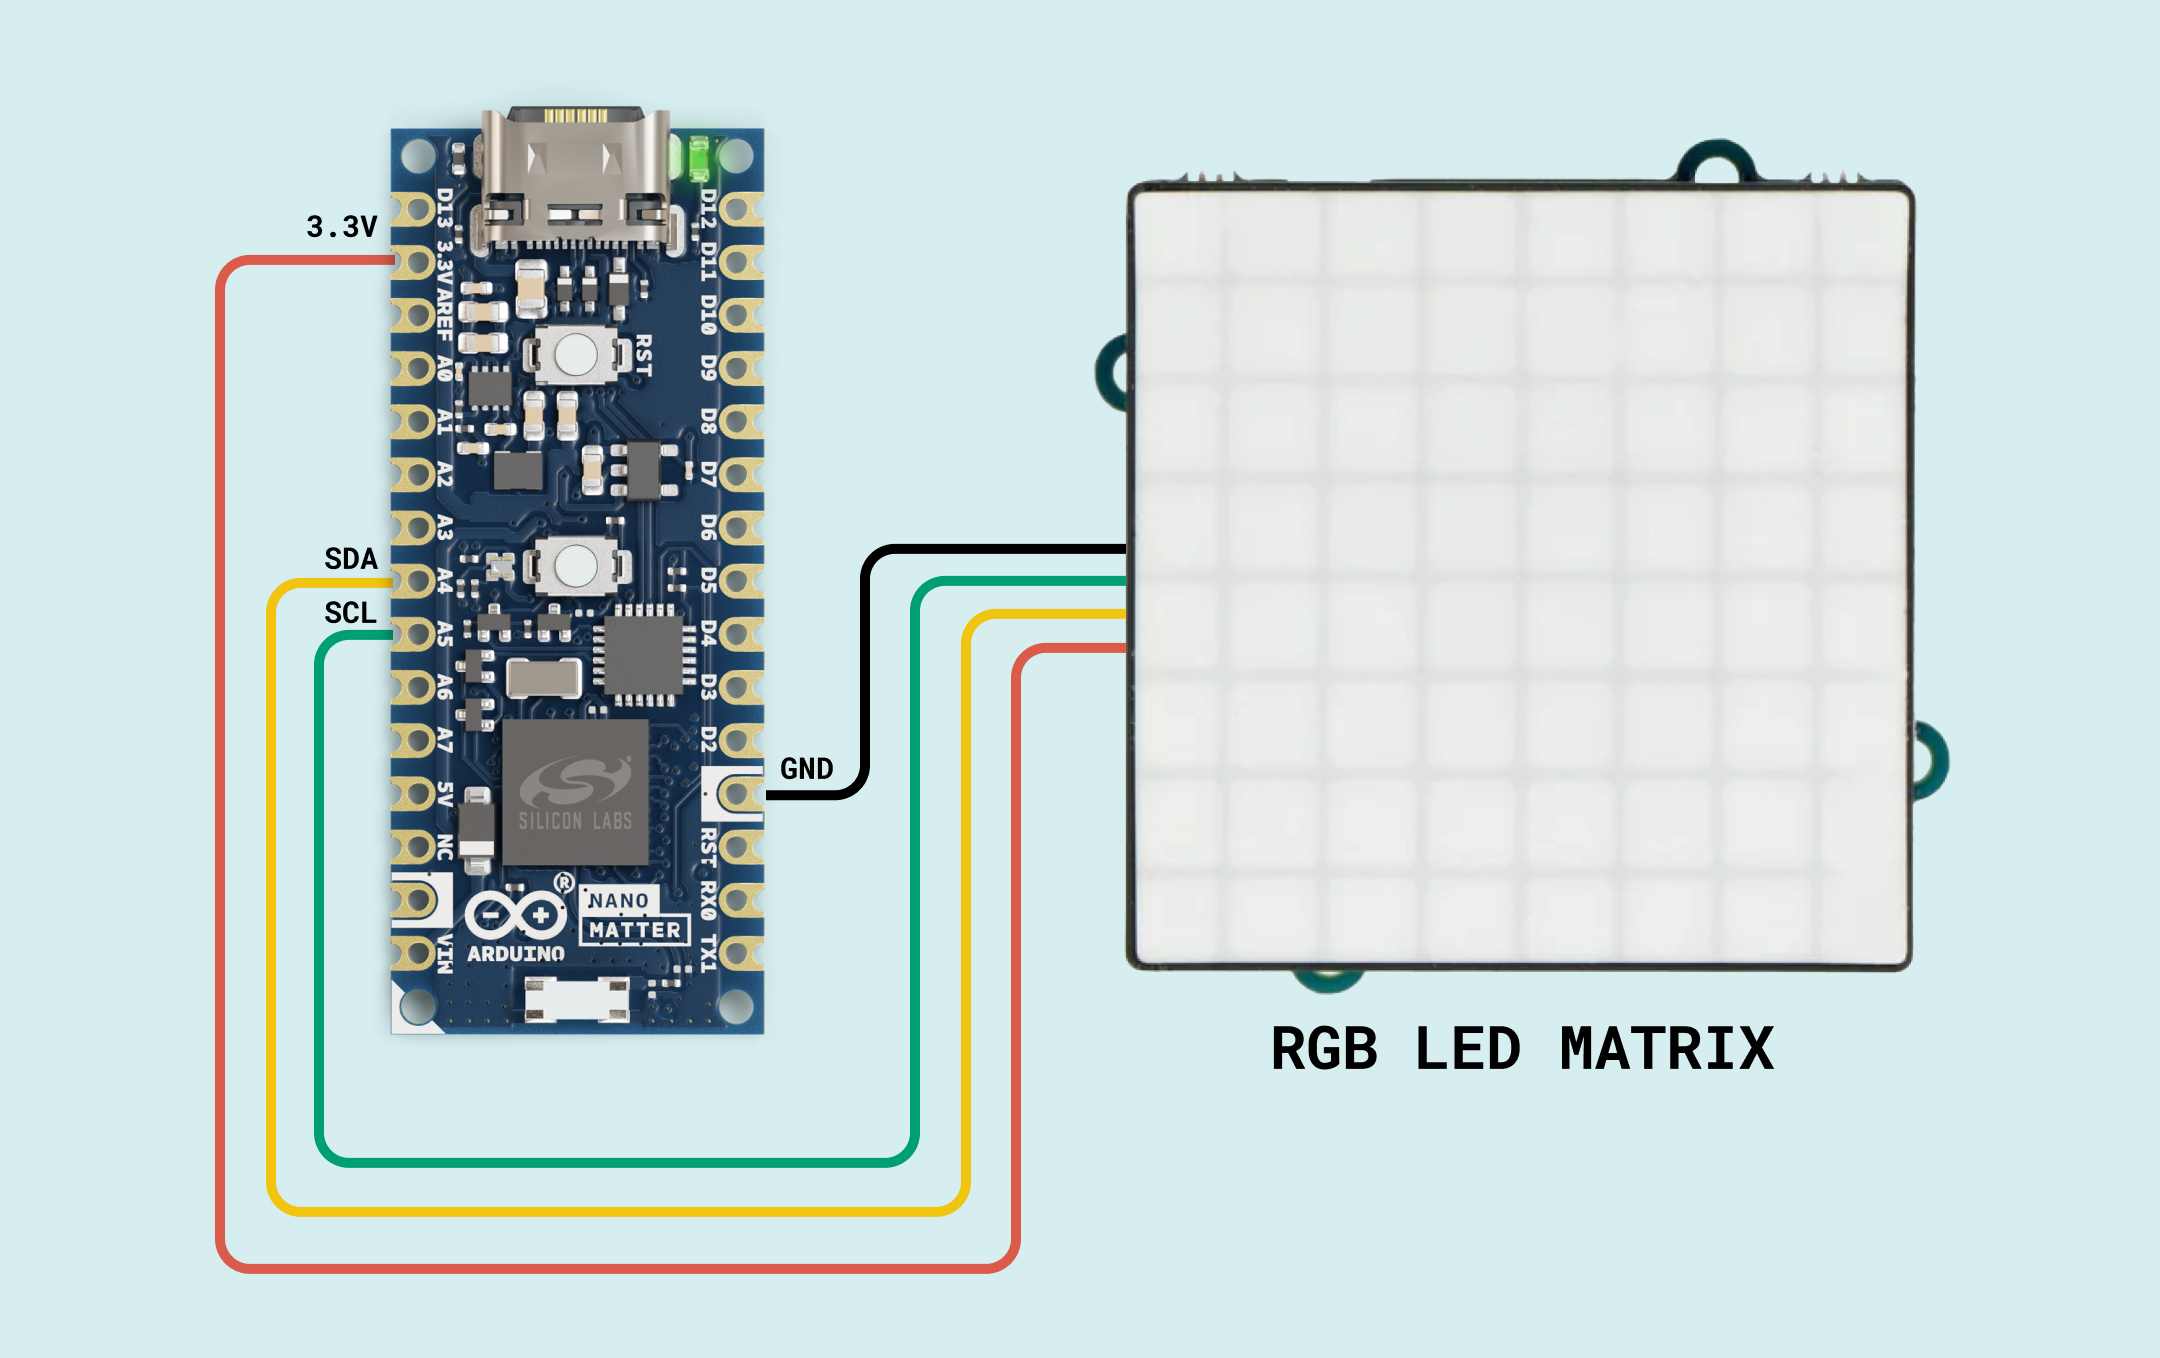 3.3V
SDA
SCL
GND
D13
3.3V
AREF
A0
A1
A2
A3
A4
A5
A6
A7
5V
NC
VIN
D12
D11
D10
D9
D8
D7
D6
D5
D4
D3
D2
RST
RX0
TX1
RST
SILICON LABS
®
ARDUINO
NANO
MATTER
RGB LED MATRIX